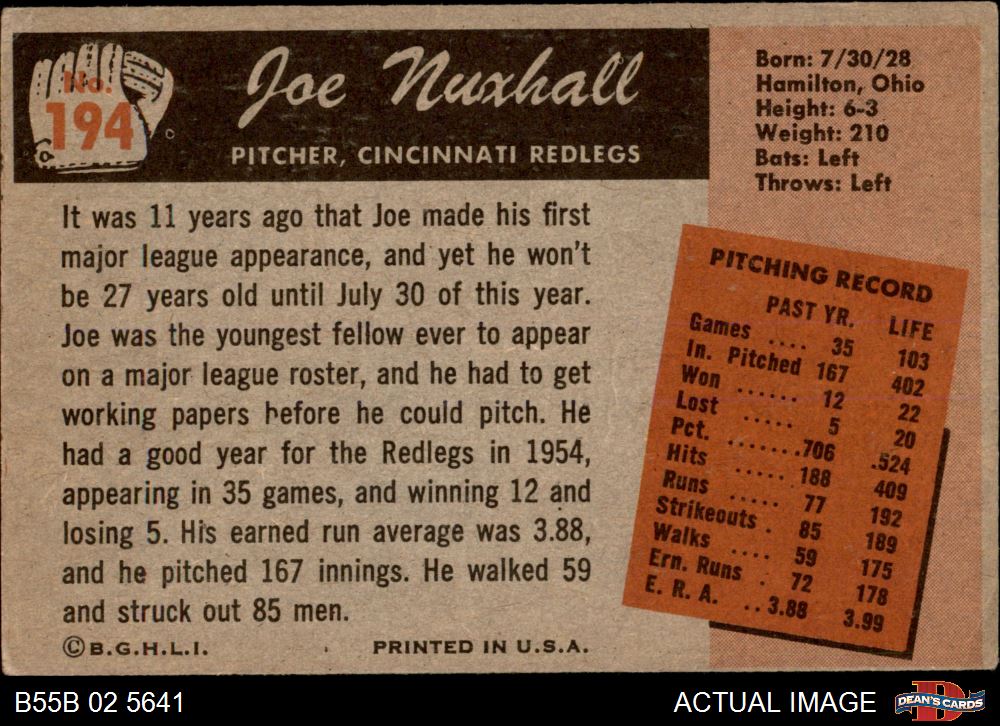 No.
194
Joe Nuxhall
PITCHER, CINCINNATI REDLEGS
Born: 7/30/28
Hamilton, Ohio
Height: 6-3
Weight: 210
Bats: Left
Throws: Left
It was 11 years ago that Joe made his first
major league appearance, and yet he won't
be 27 years old until July 30 of this year.
Joe was the youngest fellow ever to appear
on a major league roster, and he had to get
working papers before he could pitch. He
had a good year for the Redlegs in 1954,
appearing in 35 games, and winning 12 and
losing 5. His earned run average was 3.88,
and he pitched 167 innings. He walked 59
and struck out 85 men.
©B.G.H.L.I. PRINTED IN U.S.A.
PITCHING RECORD
PAST YR. LIFE
Games .... 35 103
In. Pitched 167 402
Won ...... 12 22
Lost ..... 5 20
Pct. .......706 .524
Hits ..... 188 409
Runs ..... 77 192
Strikeouts . 85 189
Walks .... 59 175
Ern. Runs . 72 178
E. R. A. ..3.88 3.99
B55B 02 5641
ACTUAL IMAGE
D
DEAN'S CARDS